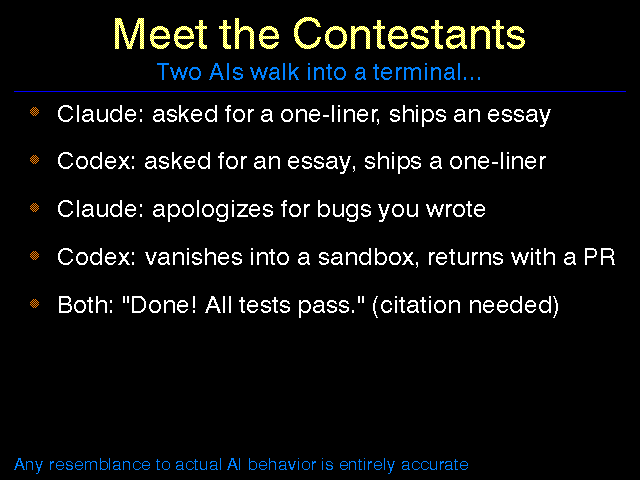 Meet the Contestants
Two AIs walk into a terminal...
Claude: asked for a one-liner, ships an essay
Codex: asked for an essay, ships a one-liner
Claude: apologizes for bugs you wrote
Codex: vanishes into a sandbox, returns with a PR
Both: "Done! All tests pass." (citation needed)
Any resemblance to actual AI behavior is entirely accurate